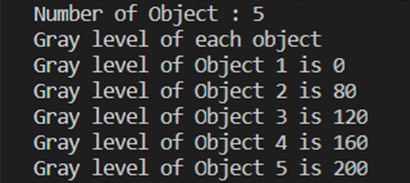 Number of Object : 5
Gray level of each object
Gray level of Object 1 is 0
Gray level of Object 2 is 80
Gray level of Object 3 is 120
Gray level of Object 4 is 160
Gray level of Object 5 is 200